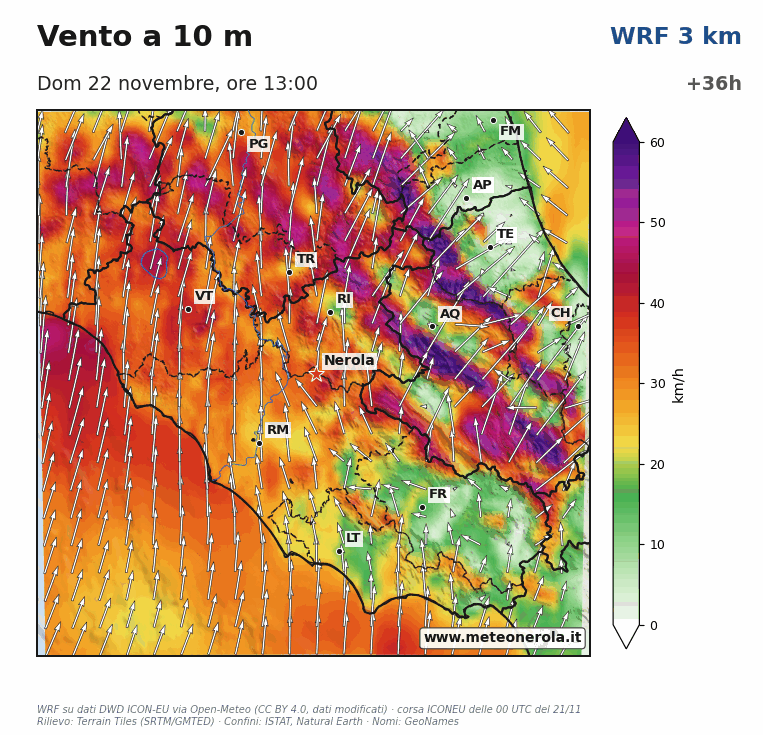 Vento a 10 m
WRF 3 km
Dom 22 novembre, ore 13:00
+36h
PG
FM
AP
TE
TR
VT
RI
AQ
CH
Nerola
RM
FR
LT
www.meteonerola.it
60
50
40
30
20
10
0
km/h
WRF su dati DWD ICON-EU via Open-Meteo (CC BY 4.0, dati modificati) · corsa ICONEU delle 00 UTC del 21/11
Rilievo: Terrain Tiles (SRTM/GMTED) · Confini: ISTAT, Natural Earth · Nomi: GeoNames